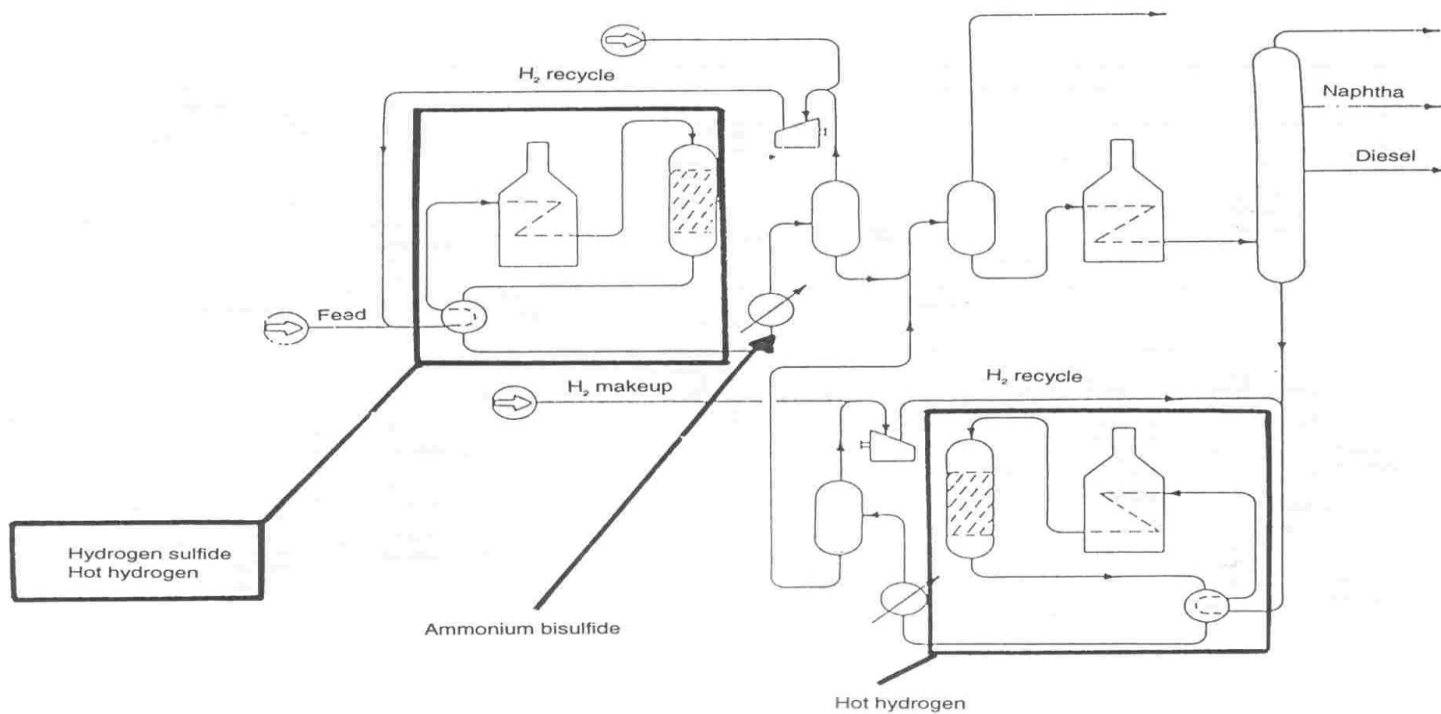 H₂ recycle
Naphtha
Diesel
Feed
H₂ makeup
H₂ recycle
Hydrogen sulfide
Hot hydrogen
Ammonium bisulfide
Hot hydrogen